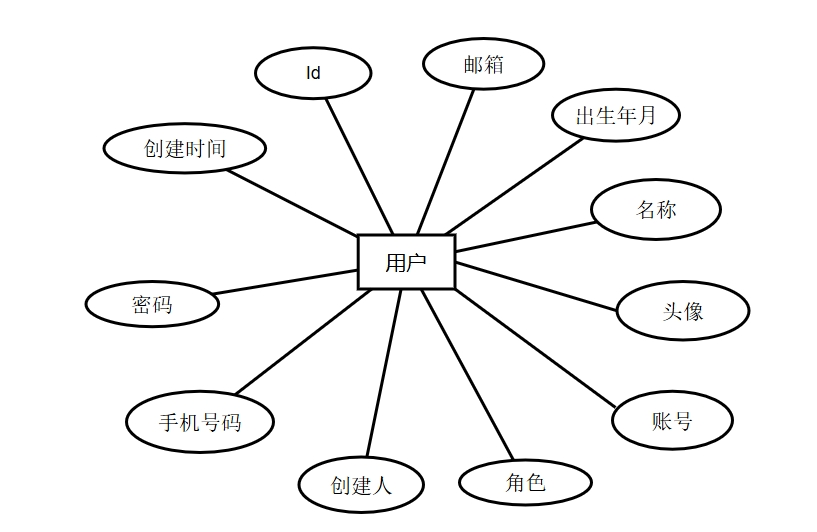 Id
邮箱
出生年月
创建时间
名称
用户
密码
头像
手机号码
账号
创建人
角色